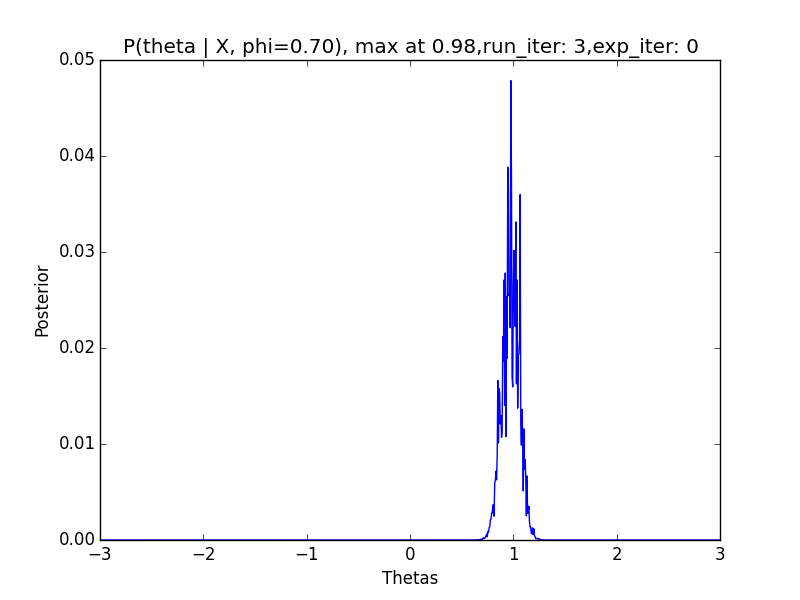 P(theta | X, phi=0.70), max at 0.98,run_iter: 3,exp_iter: 0
0.05
0.04
0.03
0.02
0.01
0.00
Posterior
−3 −2 −1 0 1 2 3
Thetas